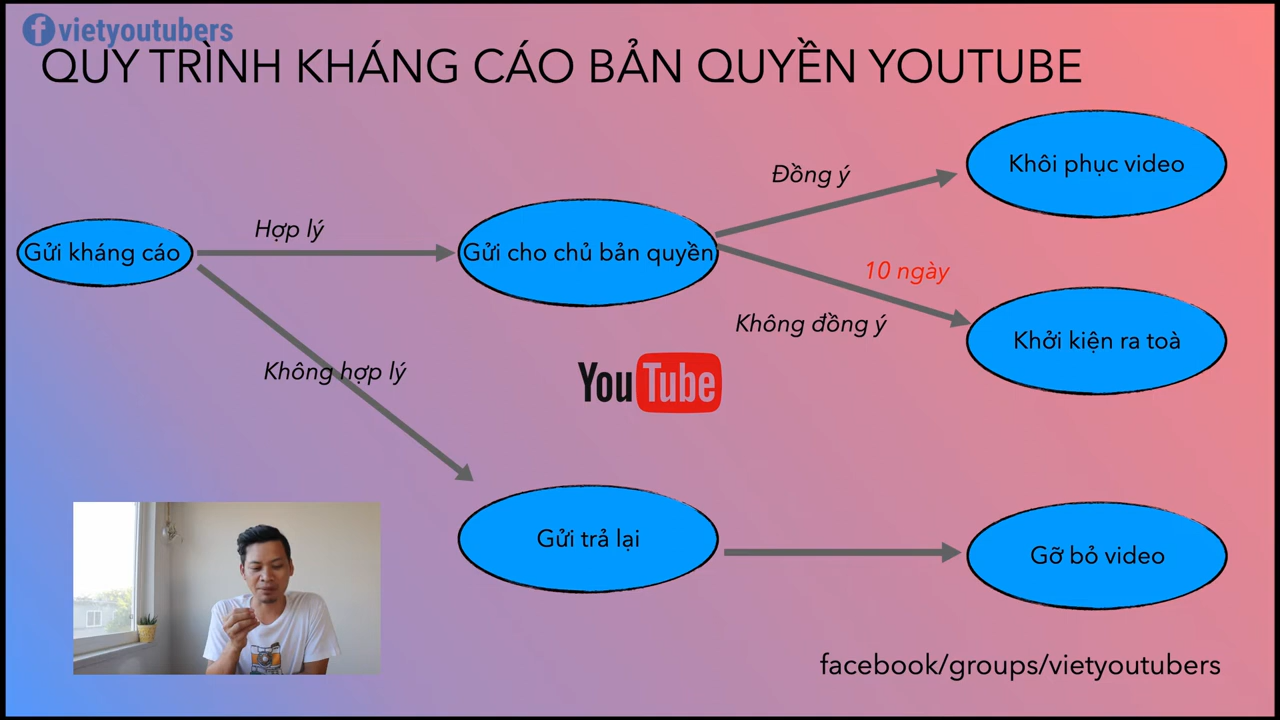 vietyoutubers
QUY TRÌNH KHÁNG CÁO BẢN QUYỀN YOUTUBE
Khôi phục video
Đồng ý
Hợp lý
Gửi kháng cáo
Gửi cho chủ bản quyền
10 ngày
Không đồng ý
Khởi kiện ra toà
Không hợp lý
YouTube
Gửi trả lại
Gỡ bỏ video
facebook/groups/vietyoutubers